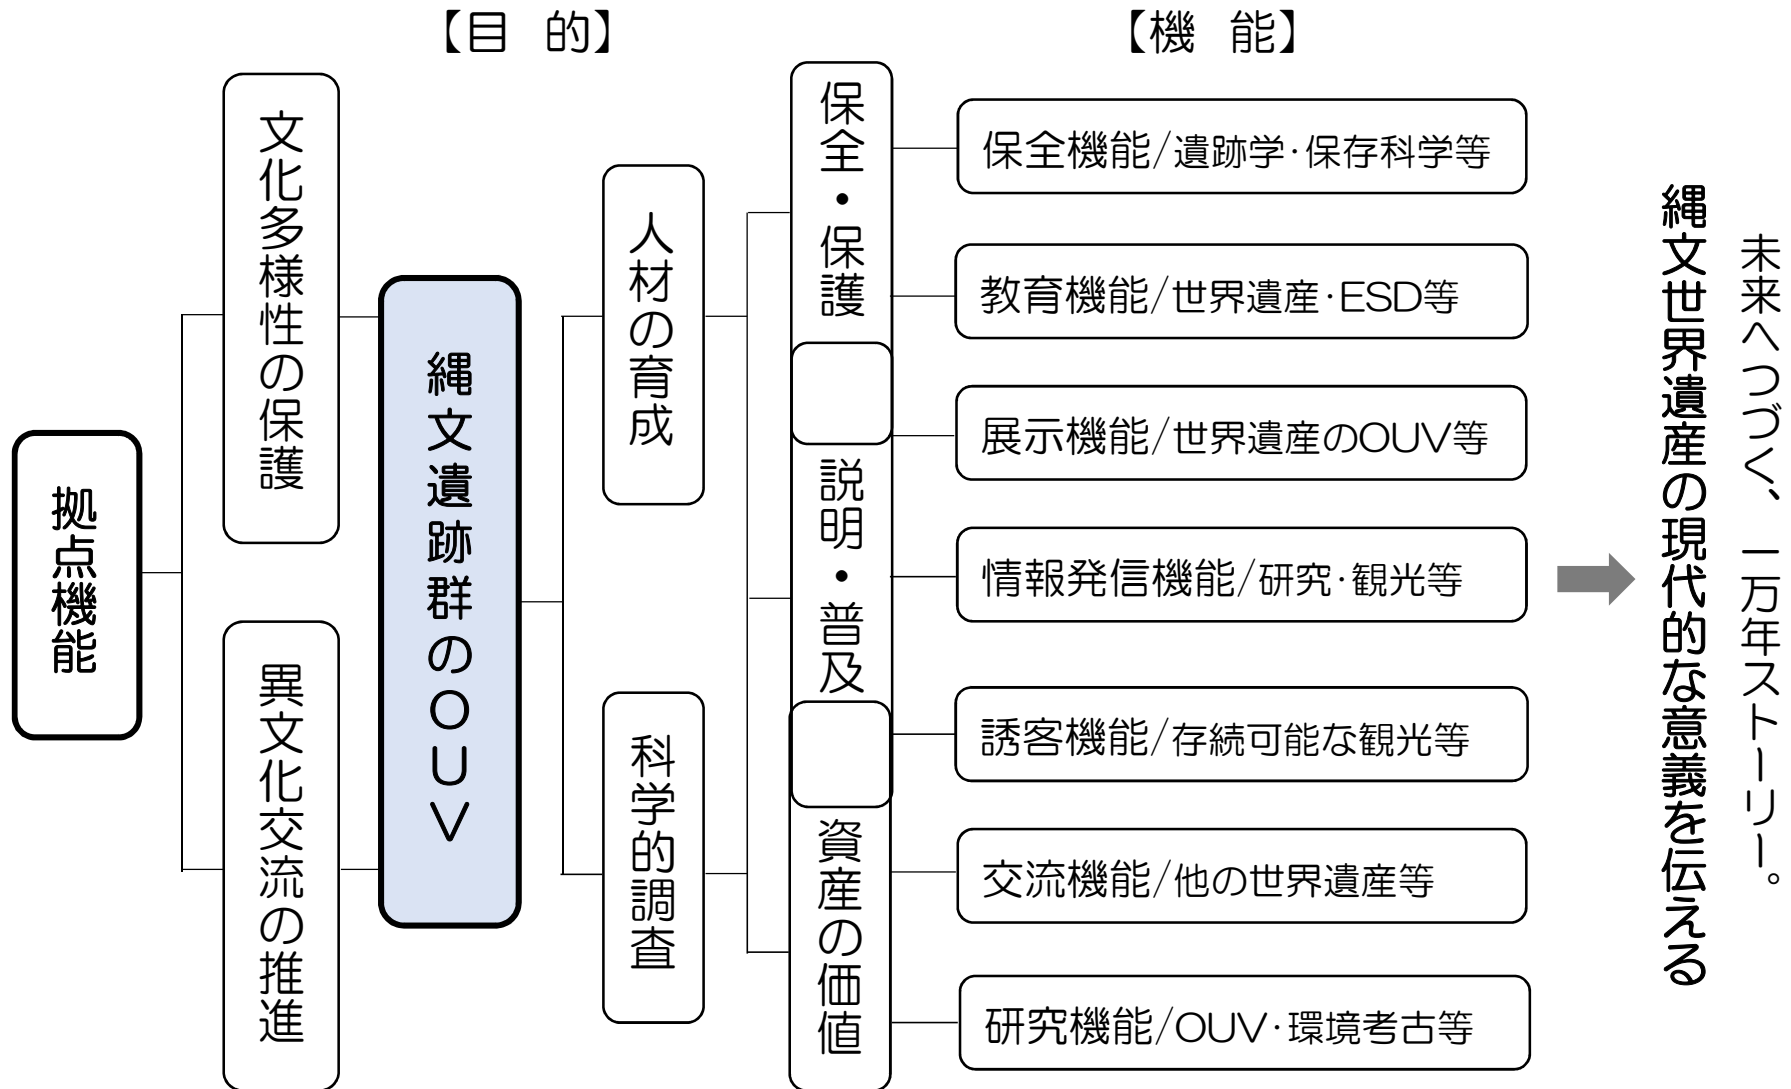 【目 的】
【機 能】
拠点機能
文化多様性の保護
異文化交流の推進
縄文遺跡群のOUV
人材の育成
科学的調査
保全・保護
説明・普及
資産の価値
保全機能/遺跡学・保存科学等
教育機能/世界遺産・ESD等
展示機能/世界遺産のOUV等
情報発信機能/研究・観光等
誘客機能/存続可能な観光等
交流機能/他の世界遺産等
研究機能/OUV・環境考古等
未来へつづく、一万年ストーリー。
縄文世界遺産の現代的な意義を伝える